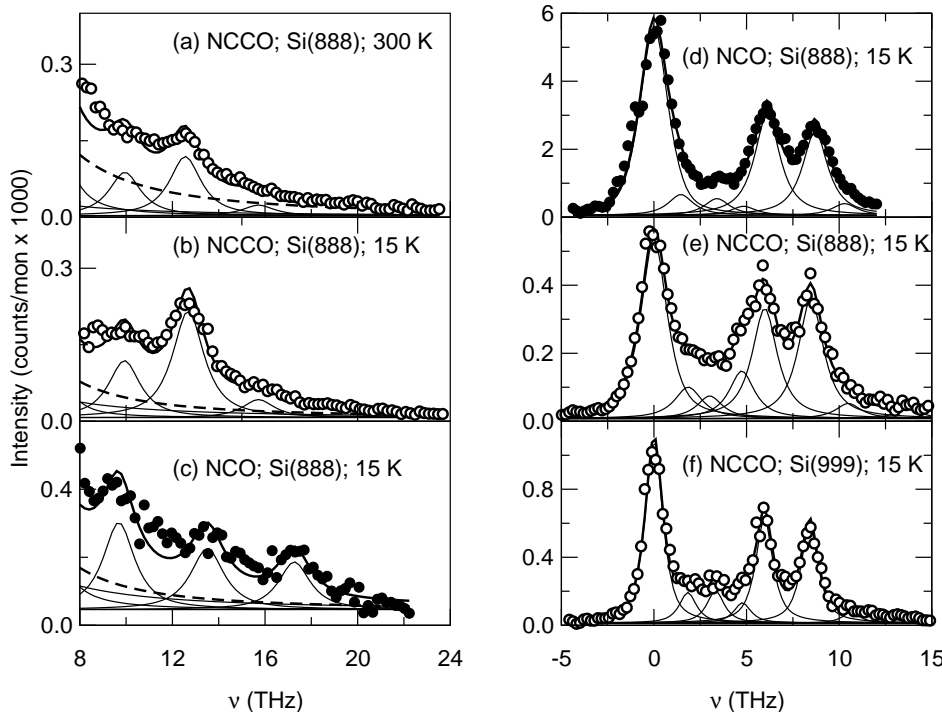 (a) NCCO; Si(888); 300 K
0.3
0.0
(b) NCCO; Si(888); 15 K
0.3
0.0
(c) NCO; Si(888); 15 K
0.4
0.0
8 12 16 20 24
ν (THz)
Intensity (counts/mon x 1000)
6
(d) NCO; Si(888); 15 K
4
2
0
(e) NCCO; Si(888); 15 K
0.4
0.2
0.0
(f) NCCO; Si(999); 15 K
0.8
0.4
0.0
-5 0 5 10 15
ν (THz)